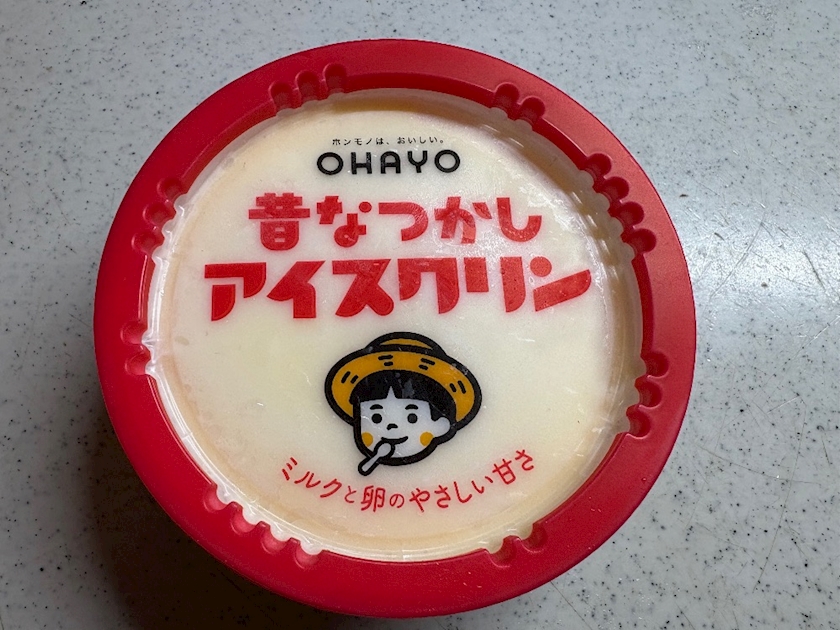 ホンモノは、おいしい。
OHAYO
昔なつかし
アイスクリン
ミルクと卵のやさしい甘さ